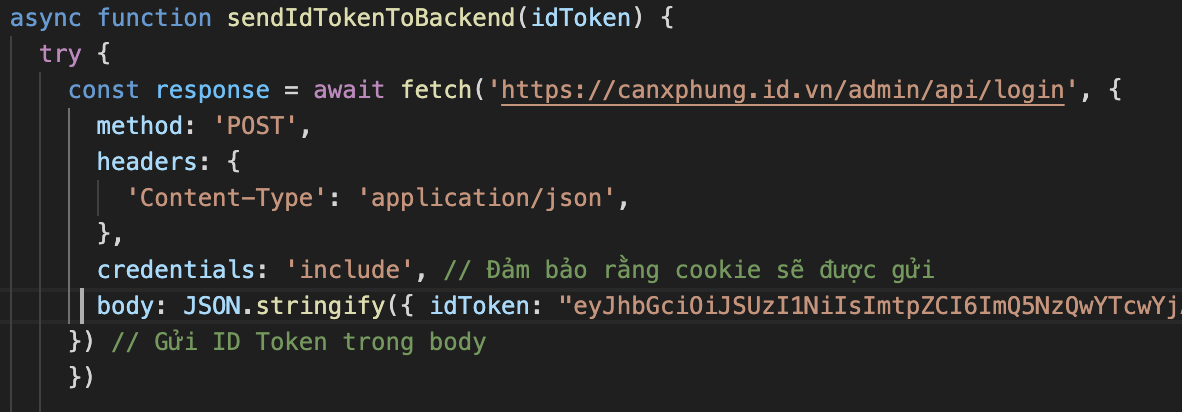 async function sendIdTokenToBackend(idToken) {
try {
const response = await fetch('https://canxphung.id.vn/admin/api/login', {
method: 'POST',
headers: {
'Content-Type': 'application/json',
},
credentials: 'include', // Đảm bảo rằng cookie sẽ được gửi
body: JSON.stringify({ idToken: "eyJhbGciOiJSUzI1NiIsImtpZCI6ImQ5NzQwYTcwYj
}) // Gửi ID Token trong body
})